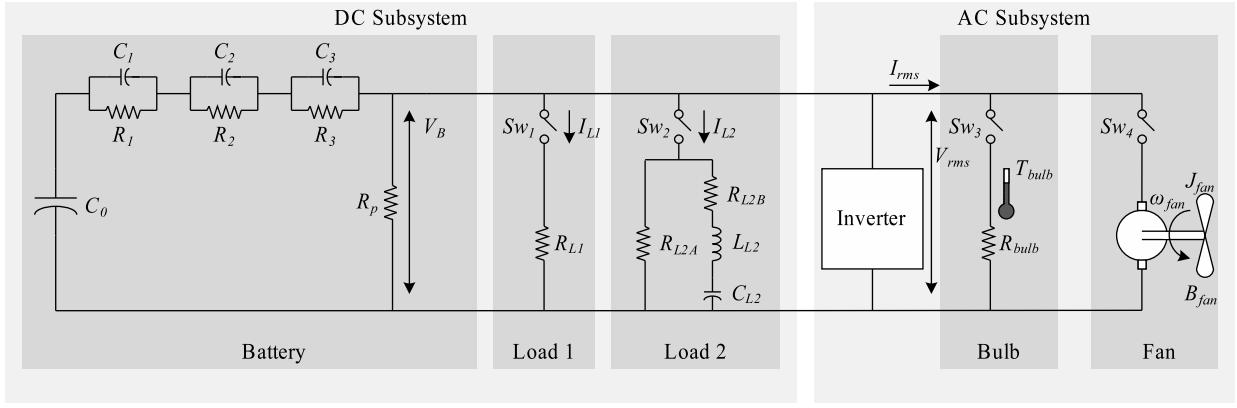 DC Subsystem
AC Subsystem
C1 C2 C3
R1 R2 R3
C0
Rp
VB
Sw1 IL1
RL1
Sw2 IL2
RL2A
RL2B
LL2
CL2
Inverter
Irms
Vrms
Sw3
Tbulb
Rbulb
Sw4
ωfan
Jfan
Bfan
Battery Load 1 Load 2 Bulb Fan